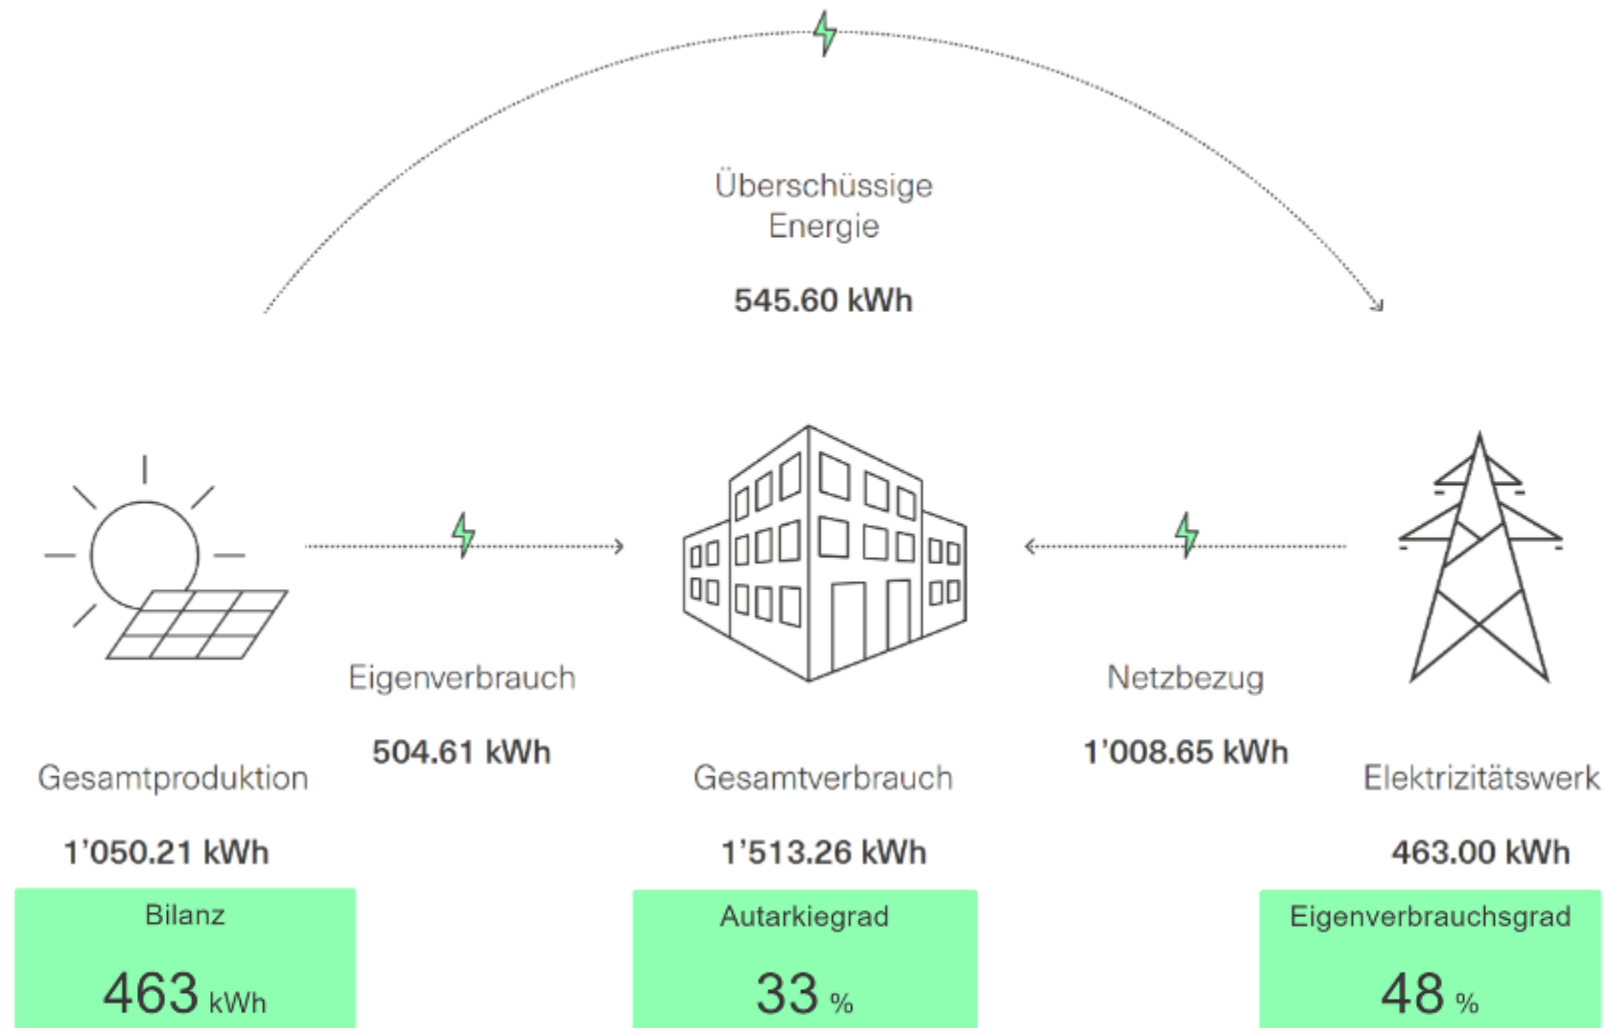 Überschüssige
Energie
545.60 kWh
Eigenverbrauch
504.61 kWh
Netzbezug
1’008.65 kWh
Gesamtproduktion
1’050.21 kWh
Gesamtverbrauch
1’513.26 kWh
Elektrizitätswerk
463.00 kWh
Bilanz
463 kWh
Autarkiegrad
33 %
Eigenverbrauchsgrad
48 %